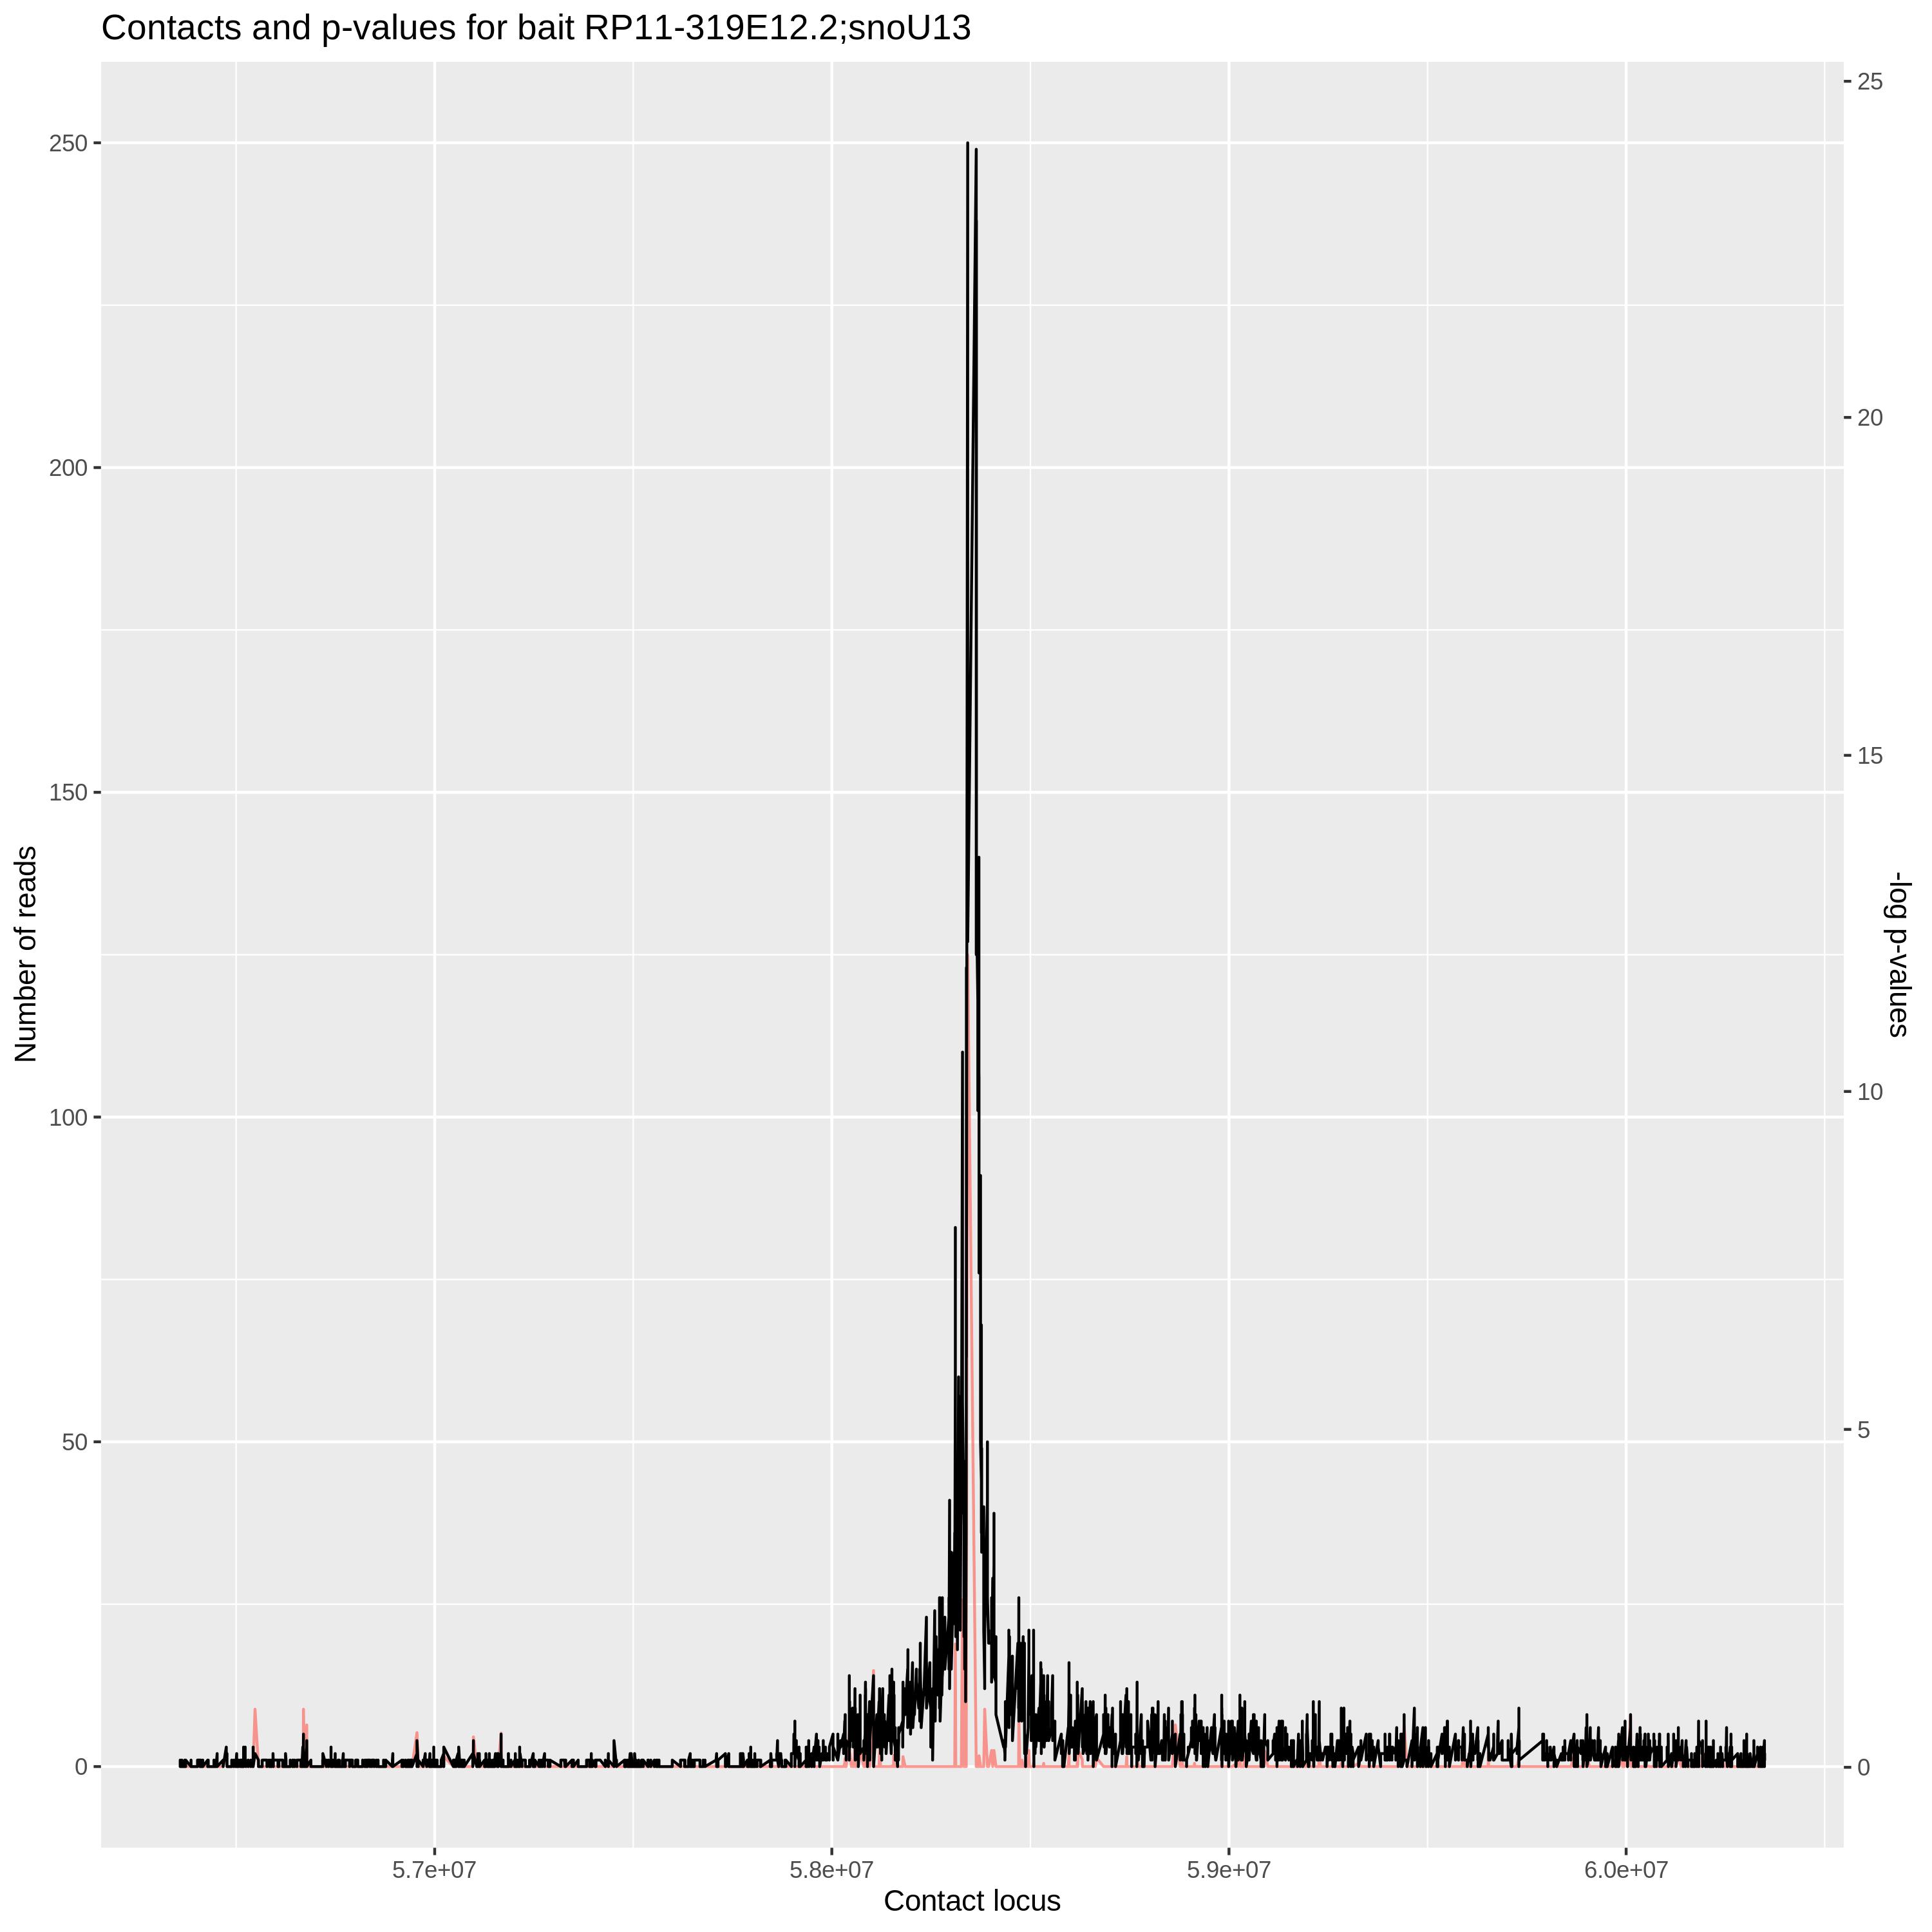 Contacts and p-values for bait RP11-319E12.2;snoU13
250
200
150
100
50
0
Number of reads
25
20
15
10
5
0
-log p-values
5.7e+07
5.8e+07
5.9e+07
6.0e+07
Contact locus